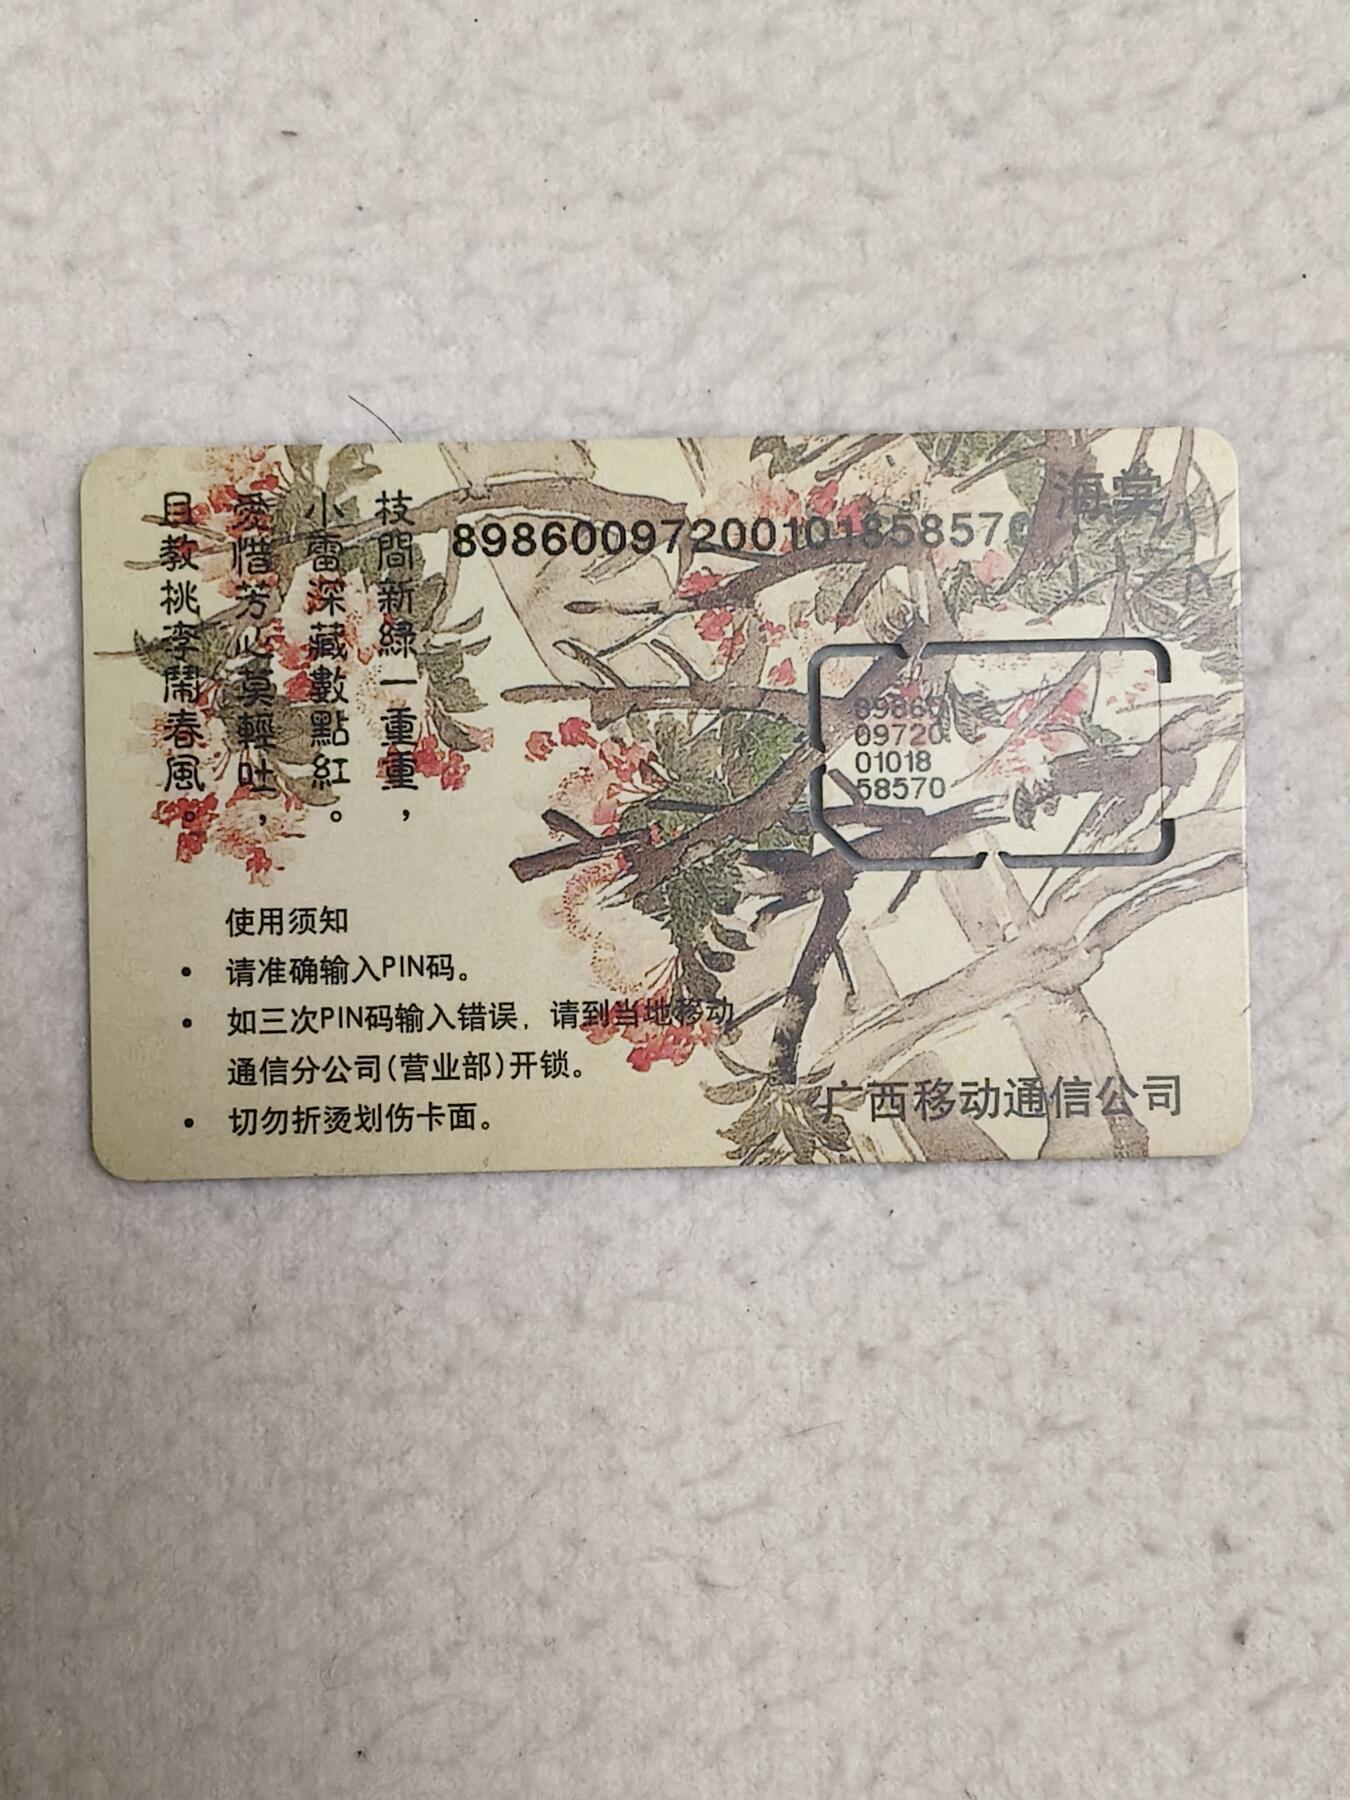 海棠
89860097200101858570
技間新綠一重重，
小雷深藏數點紅。
愛惜芳心莫輕吐，
且教桃李鬧春風。
89860
09720
01018
58570
使用须知
• 请准确输入PIN码。
• 如三次PIN码输入错误，请到当地移动
通信分公司(营业部)开锁。
• 切勿折烫划伤卡面。
广西移动通信公司